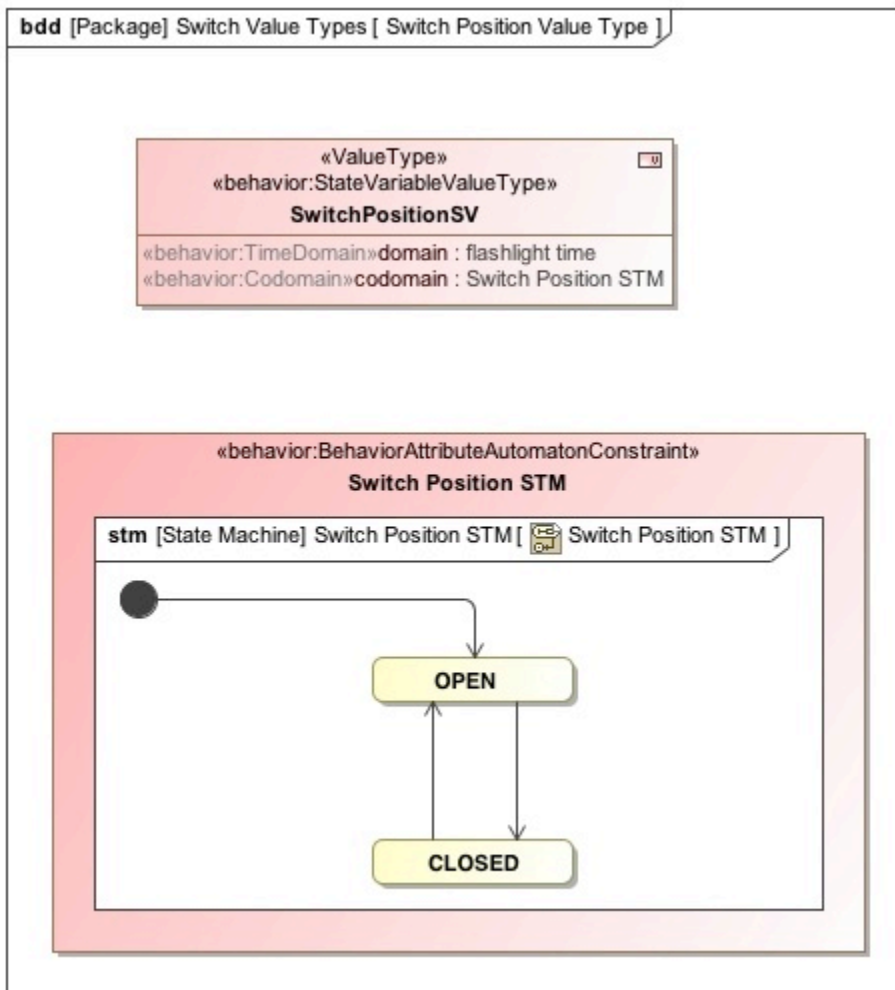 bdd [Package] Switch Value Types [ Switch Position Value Type ]
«ValueType»
«behavior:StateVariableValueType»
SwitchPositionSV
«behavior:TimeDomain»domain : flashlight time
«behavior:Codomain»codomain : Switch Position STM
«behavior:BehaviorAttributeAutomatonConstraint»
Switch Position STM
stm [State Machine] Switch Position STM [ Switch Position STM ]
OPEN
CLOSED